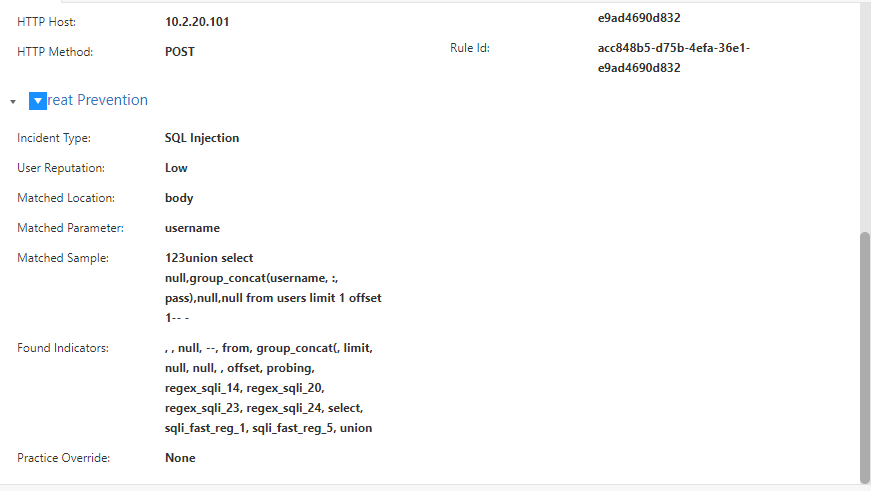 e9ad4690d832
HTTP Host: 10.2.20.101
HTTP Method: POST
Rule Id: acc848b5-d75b-4efa-36e1-
e9ad4690d832
reat Prevention
Incident Type: SQL Injection
User Reputation: Low
Matched Location: body
Matched Parameter: username
Matched Sample: 123union select
null,group_concat(username, :,
pass),null,null from users limit 1 offset
1-- -
Found Indicators: , , null, --, from, group_concat(, limit,
null, null, , offset, probing,
regex_sqli_14, regex_sqli_20,
regex_sqli_23, regex_sqli_24, select,
sqli_fast_reg_1, sqli_fast_reg_5, union
Practice Override: None